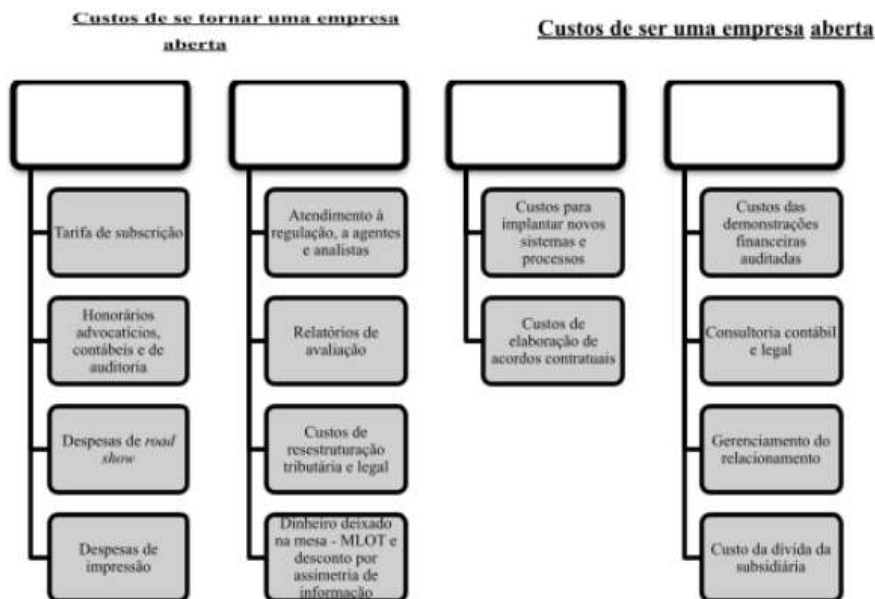 Custos de se tornar uma empresa
aberta
Custos de ser uma empresa aberta
Tarifa de subscrição
Honorários
advocatícios,
contábeis e de
auditoria
Despesas de road
show
Despesas de
impressão
Atendimento à
regulação, a agentes
e analistas
Relatórios de
avaliação
Custos de
resestruturação
tributária e legal
Dinheiro deixado
na mesa - MLOT e
desconto por
assimetria de
informação
Custos para
implantar novos
sistemas e
processos
Custos de
elaboração de
acordos contratuais
Custos das
demonstrações
financeiras
auditadas
Consultoria contábil
e legal
Gerenciamento do
relacionamento
Custo da dívida da
subsidiária